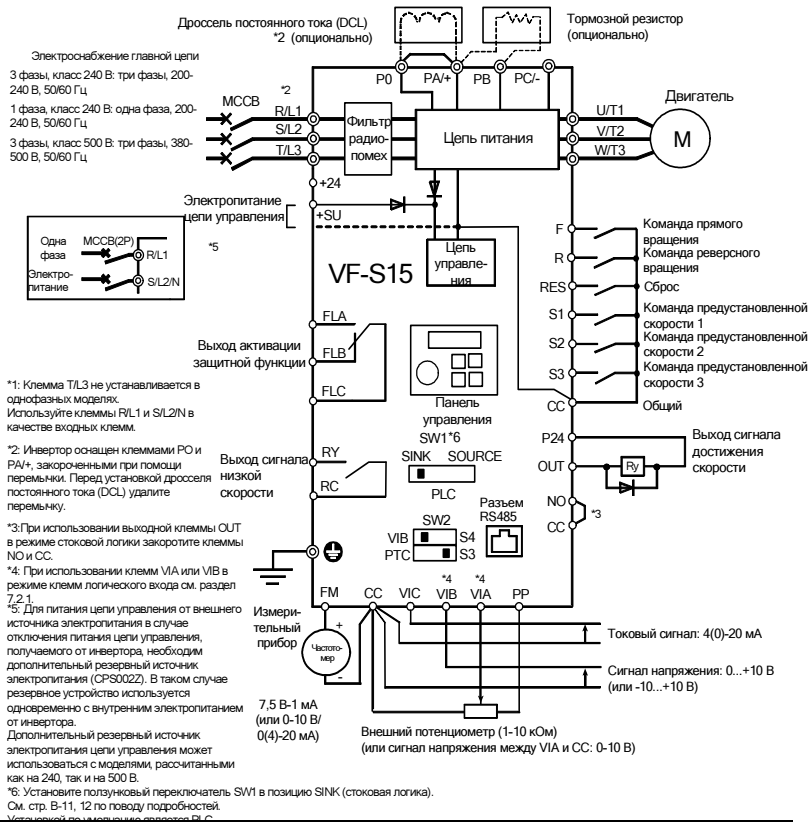 Дроссель постоянного тока (DCL)
*2 (опционально)
Тормозной резистор
(опционально)
Электроснабжение главной цепи
3 фазы, класс 240 В: три фазы, 200-
240 В, 50/60 Гц
1 фаза, класс 240 В: одна фаза, 200-
240 В, 50/60 Гц
3 фазы, класс 500 В: три фазы, 380-
500 В, 50/60 Гц
MCCB
*2
P0
PA/+
PB
PC/-
R/L1
S/L2
T/L3
Фильтр
радио-
помех
Цепь питания
U/T1
V/T2
W/T3
Двигатель
M
+24
Электропитание
цепи управления
+SU
Цепь
управле-
ния
VF-S15
Одна
фаза
MCCB(2P)
R/L1
Электро-
питание
S/L2/N
*5
F
Команда прямого
вращения
R
Команда реверсного
вращения
RES
Сброс
S1
Команда предустановленной
скорости 1
S2
Команда предустановленной
скорости 2
S3
Команда предустановленной
скорости 3
CC
Общий
FLA
FLB
FLC
Выход активации
защитной функции
Панель
управления
SW1*6
SINK SOURCE
PLC
RY
RC
Выход сигнала
низкой
скорости
SW2
VIB
S4
PTC
S3
Разъем
RS485
P24
OUT
Ry
Выход сигнала
достижения
скорости
NO
CC
*3
*1: Клемма T/L3 не устанавливается в
однофазных моделях.
Используйте клеммы R/L1 и S/L2/N в
качестве входных клемм.
*2: Инвертор оснащен клеммами PO и
PA/+, закороченными при помощи
перемычки. Перед установкой дросселя
постоянного тока (DCL) удалите
перемычку.
*3:При использовании выходной клеммы OUT
в режиме стоковой логики закоротите клеммы
NO и CC.
*4: При использовании клемм VIA или VIB в
режиме клемм логического входа см. раздел
7.2.1.
*5: Для питания цепи управления от внешнего
источника электропитания в случае
отключения питания цепи управления,
получаемого от инвертора, необходим
дополнительный резервный источник
электропитания (CPS002Z). В таком случае
резервное устройство используется
одновременно с внутренним электропитанием
от инвертора.
Дополнительный резервный источник
электропитания цепи управления может
использоваться с моделями, рассчитанными
как на 240, так и на 500 В.
*6: Установите ползунковый переключатель SW1 в позицию SINK (стоковая логика).
См. стр. B-11, 12 по поводу подробностей.
Установкой по умолчанию является PLC
FM
CC
VIC
*4
VIB
*4
VIA
PP
Измери-
тельный
прибор
+
Частото-
мер
-
7,5 В-1 мА
(или 0-10 В/
0(4)-20 мА)
Токовый сигнал: 4(0)-20 мА
Сигнал напряжения: 0...+10 В
(или -10...+10 В)
Внешний потенциометр (1-10 кОм)
(или сигнал напряжения между VIA и CC: 0-10 В)